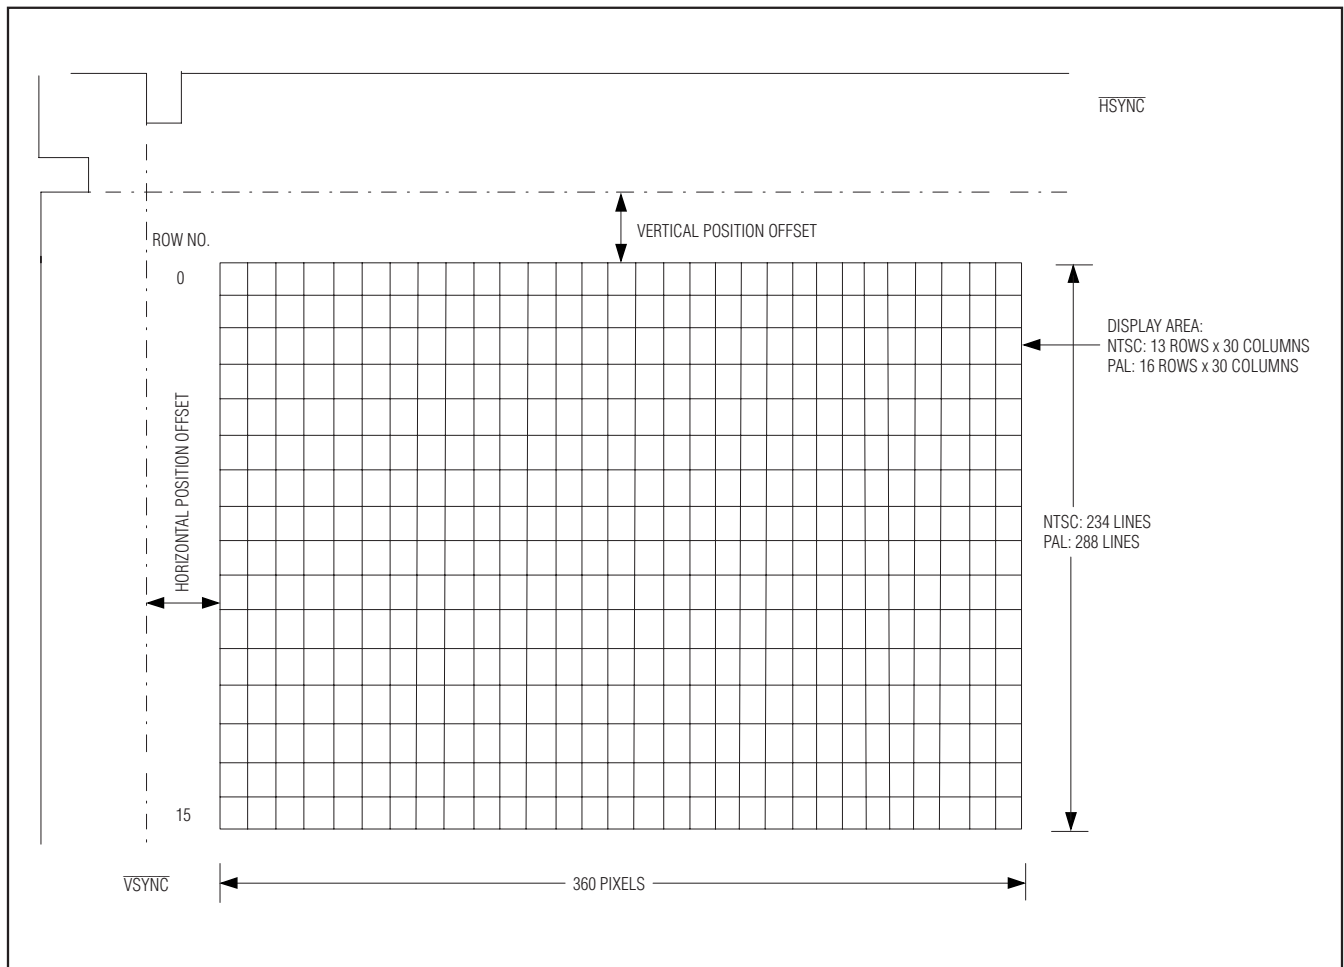 HSYNC
VERTICAL POSITION OFFSET
ROW NO.
0
DISPLAY AREA:
NTSC: 13 ROWS x 30 COLUMNS
PAL: 16 ROWS x 30 COLUMNS
HORIZONTAL POSITION OFFSET
NTSC: 234 LINES
PAL: 288 LINES
15
VSYNC
360 PIXELS